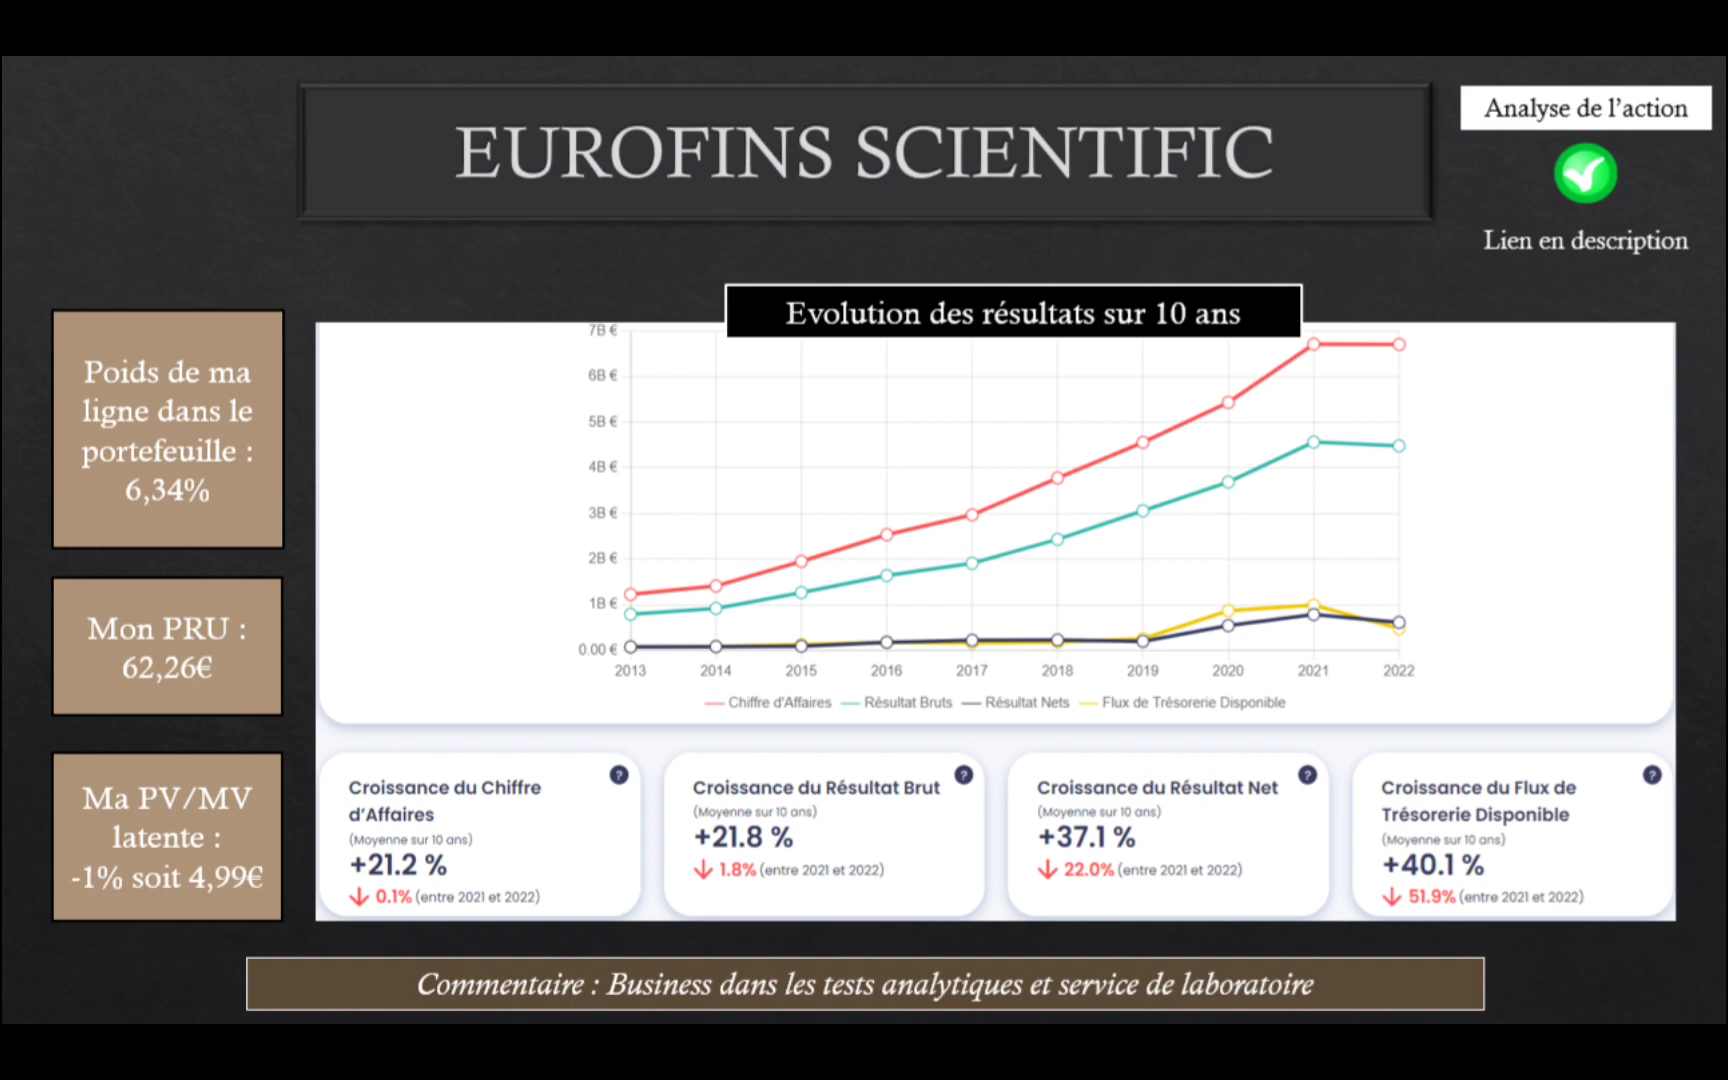 EUROFINS SCIENTIFIC
Analyse de l'action
Lien en description
Poids de ma
ligne dans le
portefeuille :
6,34%
Mon PRU :
62,26€
Ma PV/MV
latente :
-1% soit 4,99€
Evolution des résultats sur 10 ans
7B €
6B €
5B €
4B €
3B €
2B €
1B €
0.00 €
2013 2014 2015 2016 2017 2018 2019 2020 2021 2022
Chiffre d'Affaires Résultat Bruts Résultat Nets Flux de Trésorerie Disponible
Croissance du Chiffre
d'Affaires
(Moyenne sur 10 ans)
+21.2 %
0.1% (entre 2021 et 2022)
?
Croissance du Résultat Brut
(Moyenne sur 10 ans)
+21.8 %
1.8% (entre 2021 et 2022)
?
Croissance du Résultat Net
(Moyenne sur 10 ans)
+37.1 %
22.0% (entre 2021 et 2022)
?
Croissance du Flux de
Trésorerie Disponible
(Moyenne sur 10 ans)
+40.1 %
51.9% (entre 2021 et 2022)
?
Commentaire : Business dans les tests analytiques et service de laboratoire